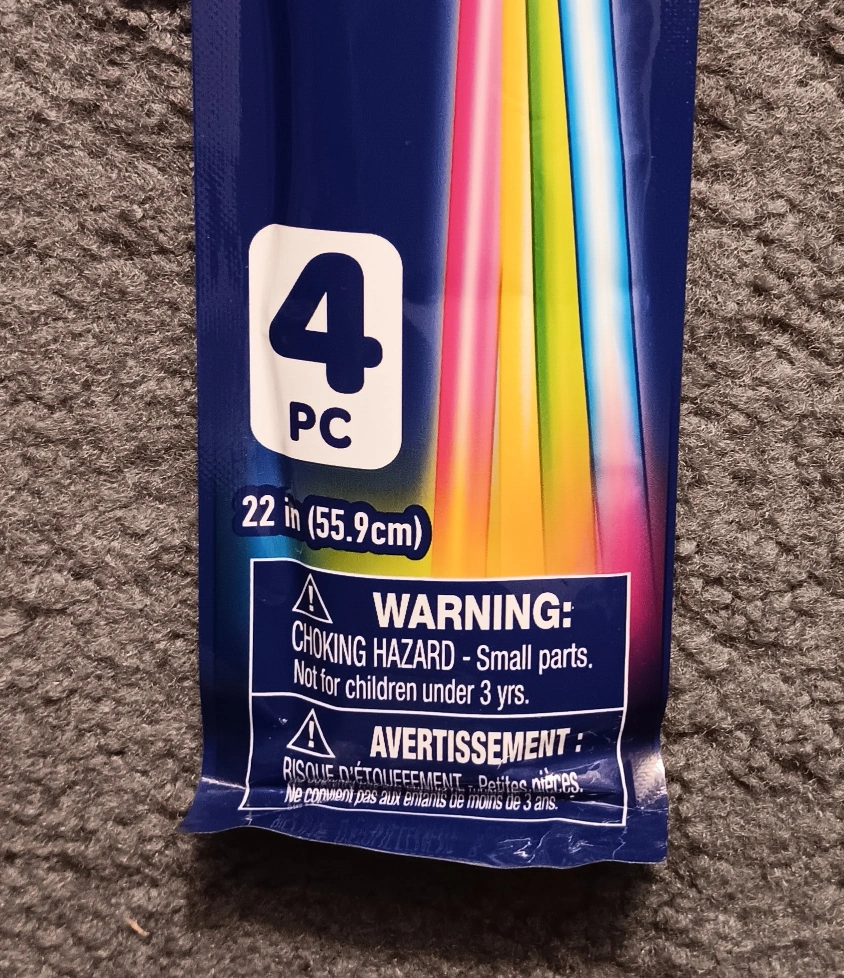 4
PC
22 in (55.9cm)
WARNING:
CHOKING HAZARD - Small parts.
Not for children under 3 yrs.
AVERTISSEMENT :
RISQUE D'ÉTOUFFEMENT - Petites pièces.
Ne convient pas aux enfants de moins de 3 ans.